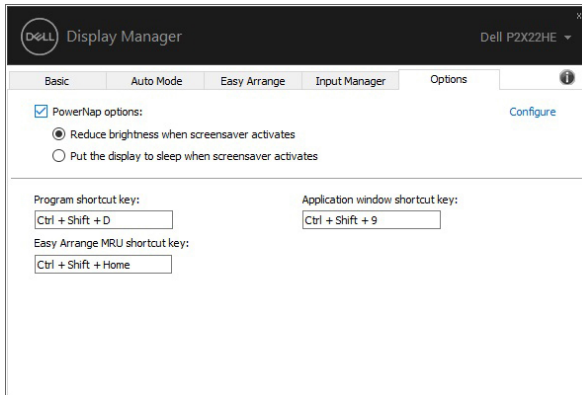 DELL Display Manager
Dell P2X22HE
Basic Auto Mode Easy Arrange Input Manager Options
PowerNap options: Configure
Reduce brightness when screensaver activates
Put the display to sleep when screensaver activates
Program shortcut key: Application window shortcut key:
Ctrl + Shift + D Ctrl + Shift + 9
Easy Arrange MRU shortcut key:
Ctrl + Shift + Home